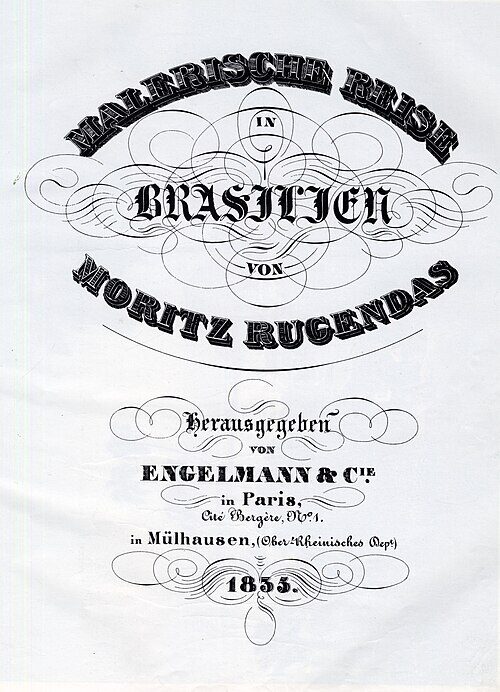 MALERISCHE REISE
IN
BRASILIEN
VON
MORITZ RUGENDAS
Herausgegeben
VON
ENGELMANN & CIE.
in Paris,
Cité Bergère, No. 1.
in Mülhausen, (Ober-Rheinisches Dept.)
1835.